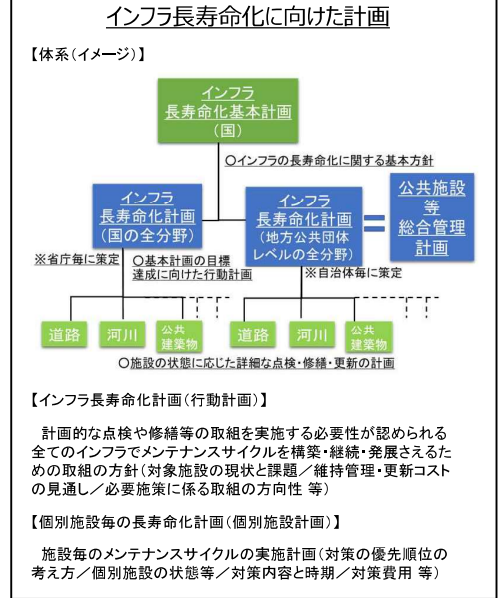 インフラ長寿命化に向けた計画
【体系(イメージ)】
インフラ
長寿命化基本計画
(国)
○インフラの長寿命化に関する基本方針
インフラ
長寿命化計画
(国の全分野)
インフラ
長寿命化計画
(地方公共団体
レベルの全分野)
=
公共施設
等
総合管理
計画
※省庁毎に策定
○基本計画の目標
達成に向けた行動計画
※自治体毎に策定
道路
河川
公共
建築物
道路
河川
公共
建築物
○施設の状態に応じた詳細な点検・修繕・更新の計画
【インフラ長寿命化計画(行動計画)】
計画的な点検や修繕等の取組を実施する必要性が認められる
全てのインフラでメンテナンスサイクルを構築・継続・発展さえるた
めの取組の方針(対象施設の現状と課題/維持管理・更新コスト
の見通し/必要施策に係る取組の方向性 等)
【個別施設毎の長寿命化計画(個別施設計画)】
施設毎のメンテナンスサイクルの実施計画(対策の優先順位の
考え方/個別施設の状態等/対策内容と時期/対策費用 等)